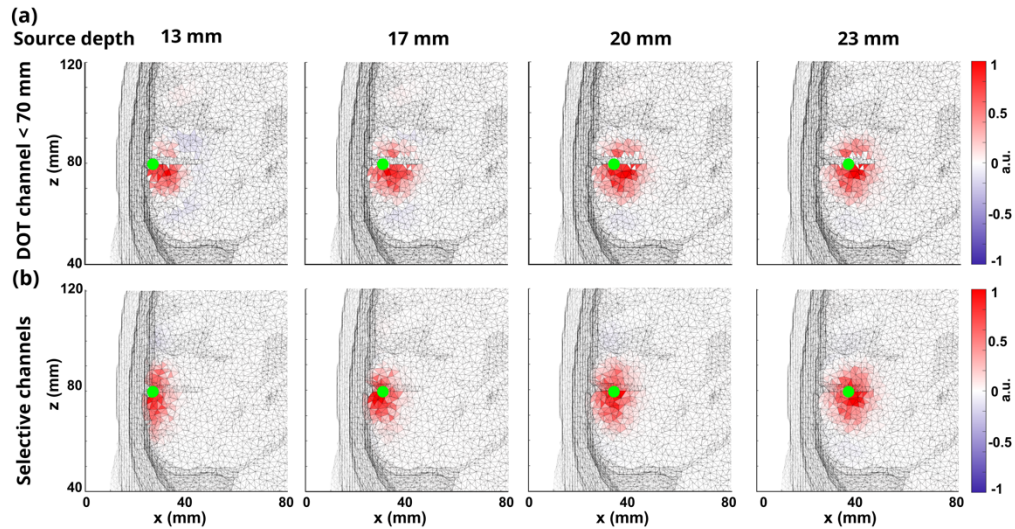 (a)
Source depth 13 mm 17 mm 20 mm 23 mm
DOT channel < 70 mm
z (mm)
120
80
40
1
0.5
0
-0.5
-1
a.u.
(b)
Selective channels
z (mm)
120
80
40
0 40 80 0 40 80 0 40 80 0 40 80
x (mm) x (mm) x (mm) x (mm)
1
0.5
0
-0.5
-1
a.u.